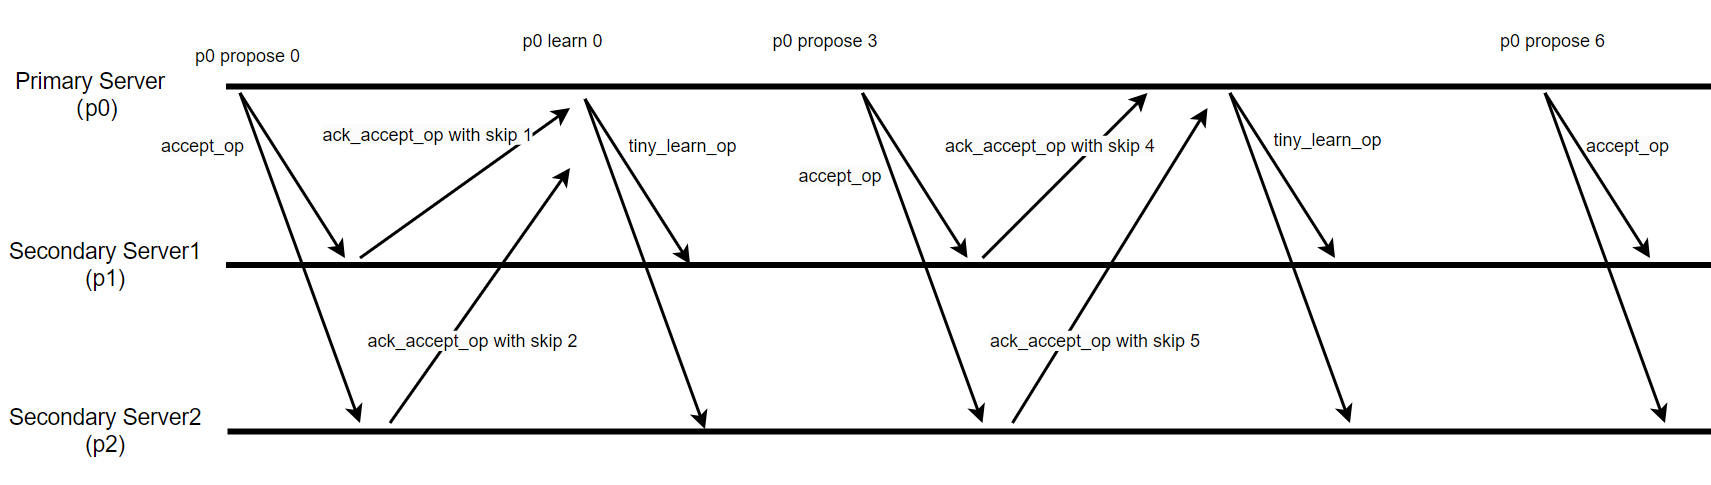 p0 propose 0
p0 learn 0
p0 propose 3
p0 propose 6
Primary Server
(p0)
accept_op
ack_accept_op with skip 1
tiny_learn_op
accept_op
ack_accept_op with skip 4
tiny_learn_op
accept_op
Secondary Server1
(p1)
ack_accept_op with skip 2
ack_accept_op with skip 5
Secondary Server2
(p2)